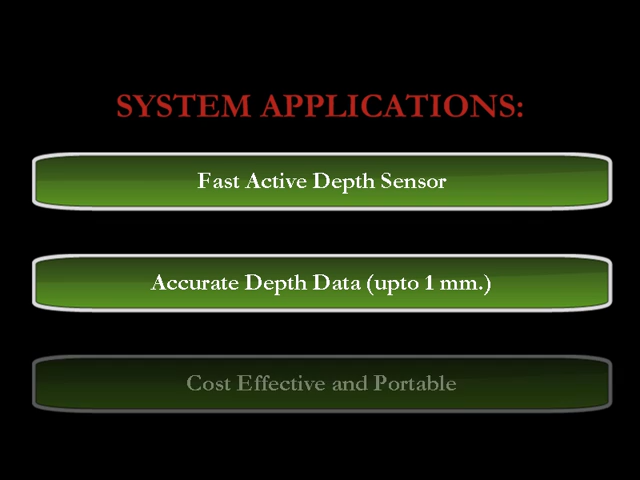 SYSTEM APPLICATIONS:
Fast Active Depth Sensor
Accurate Depth Data (upto 1 mm.)
Cost Effective and Portable